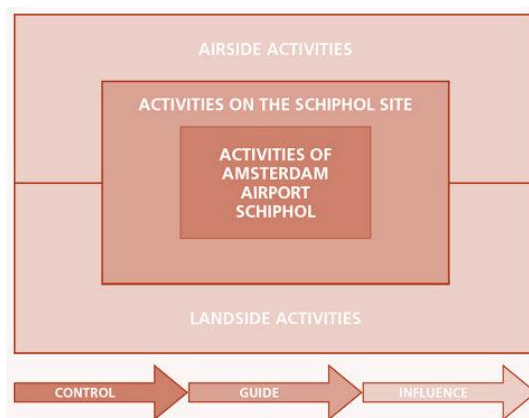 AIRSIDE ACTIVITIES
ACTIVITIES ON THE SCHIPHOL SITE
ACTIVITIES OF
AMSTERDAM
AIRPORT
SCHIPHOL
LANDSIDE ACTIVITIES
CONTROL
GUIDE
INFLUENCE